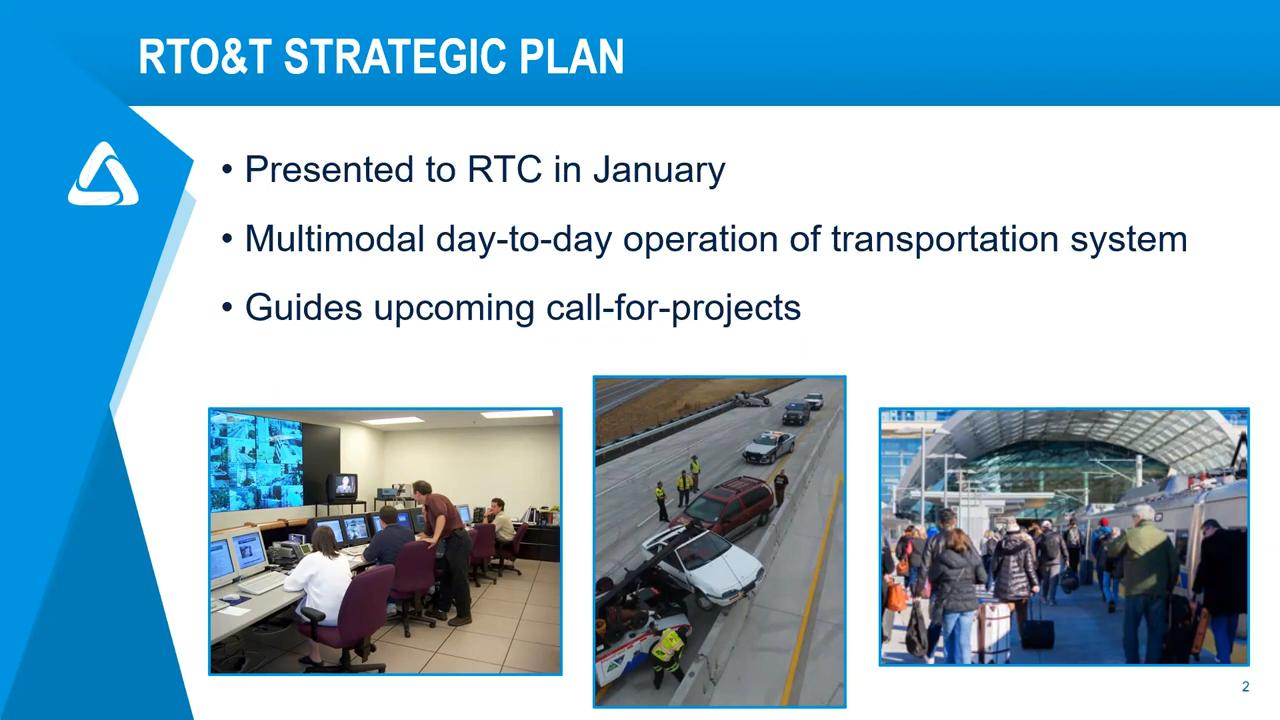 RTO&T STRATEGIC PLAN
• Presented to RTC in January
• Multimodal day-to-day operation of transportation system
• Guides upcoming call-for-projects
2